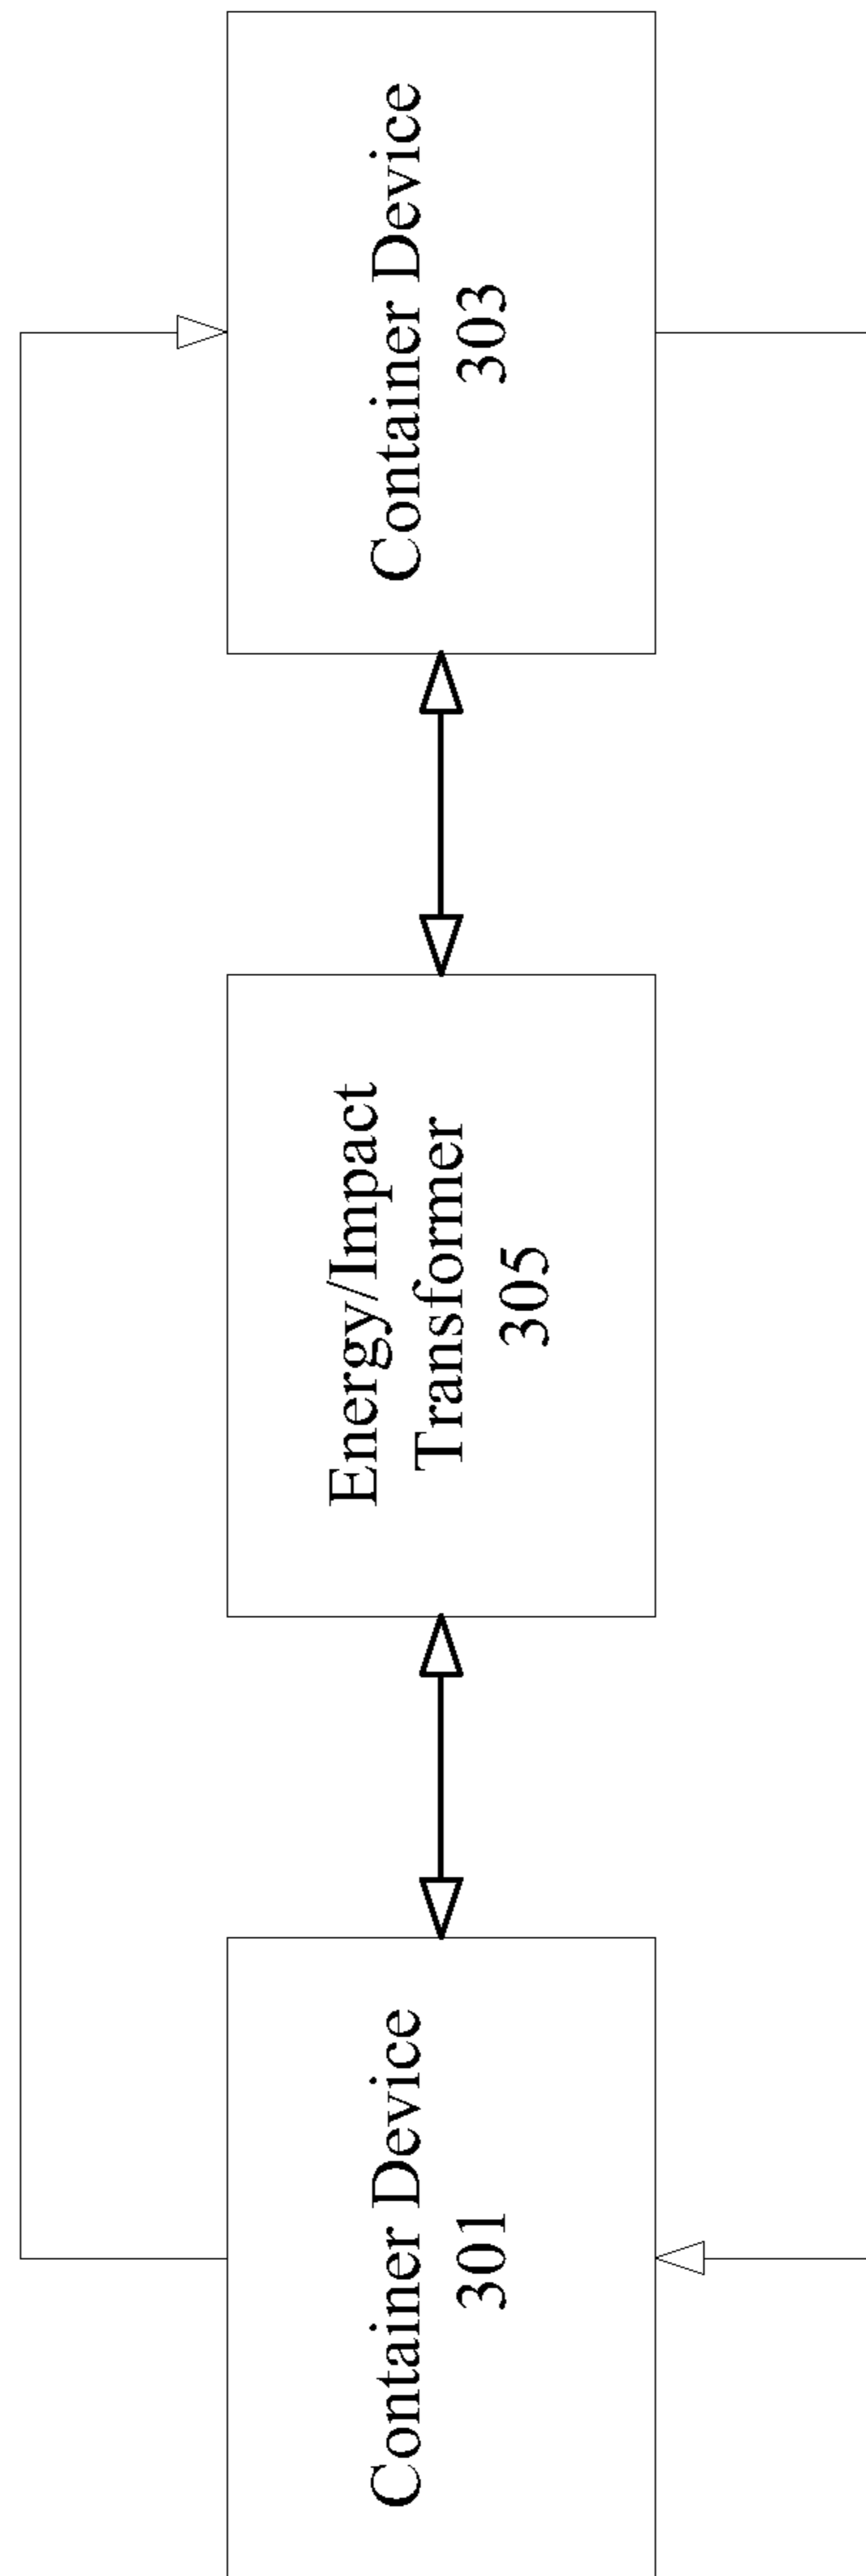 Container Device
301
Energy/Impact
Transformer
305
Container Device
303